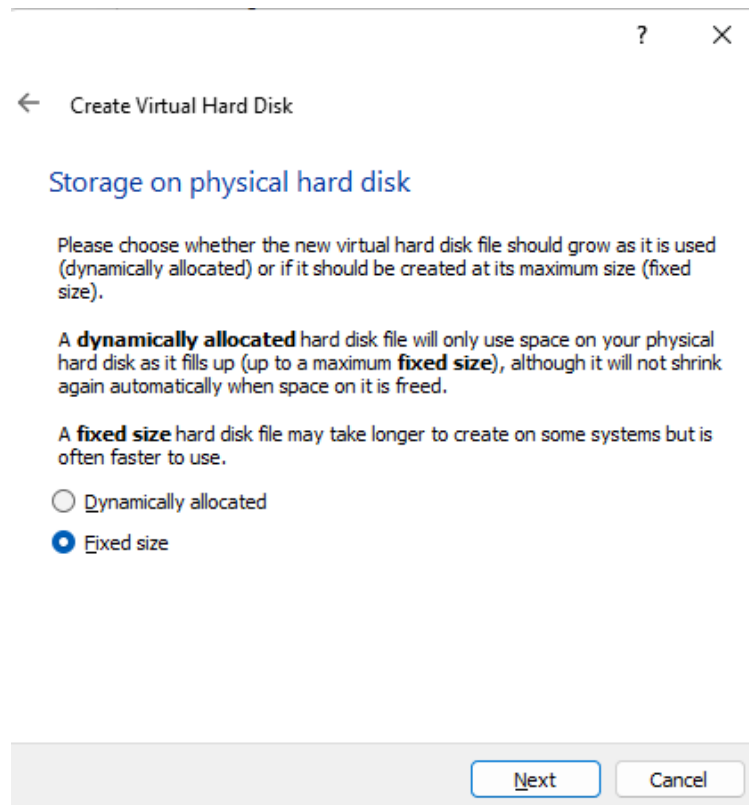 ?
Create Virtual Hard Disk
Storage on physical hard disk
Please choose whether the new virtual hard disk file should grow as it is used
(dynamically allocated) or if it should be created at its maximum size (fixed
size).
A dynamically allocated hard disk file will only use space on your physical
hard disk as it fills up (up to a maximum fixed size), although it will not shrink
again automatically when space on it is freed.
A fixed size hard disk file may take longer to create on some systems but is
often faster to use.
Dynamically allocated
Fixed size
Next Cancel